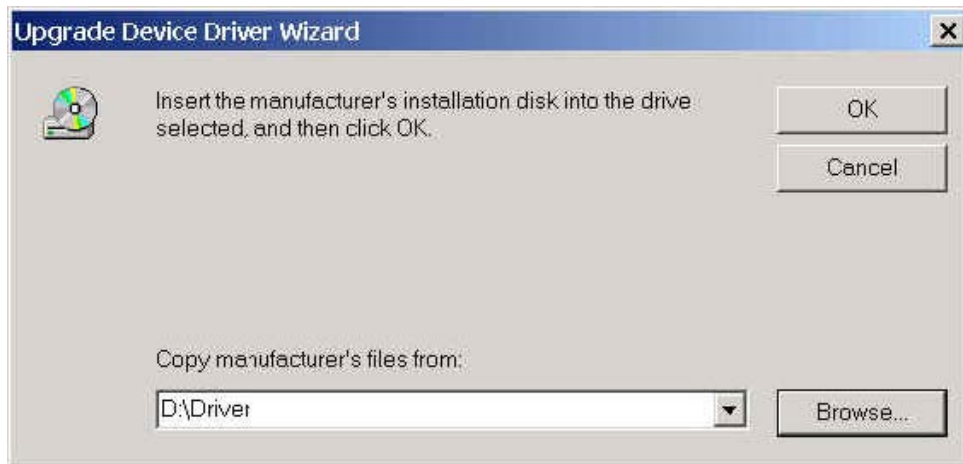 Upgrade Device Driver Wizard
Insert the manufacturer's installation disk into the drive
selected, and then click OK.
OK
Cancel
Copy manufacturer's files from:
D:\Driver
Browse...